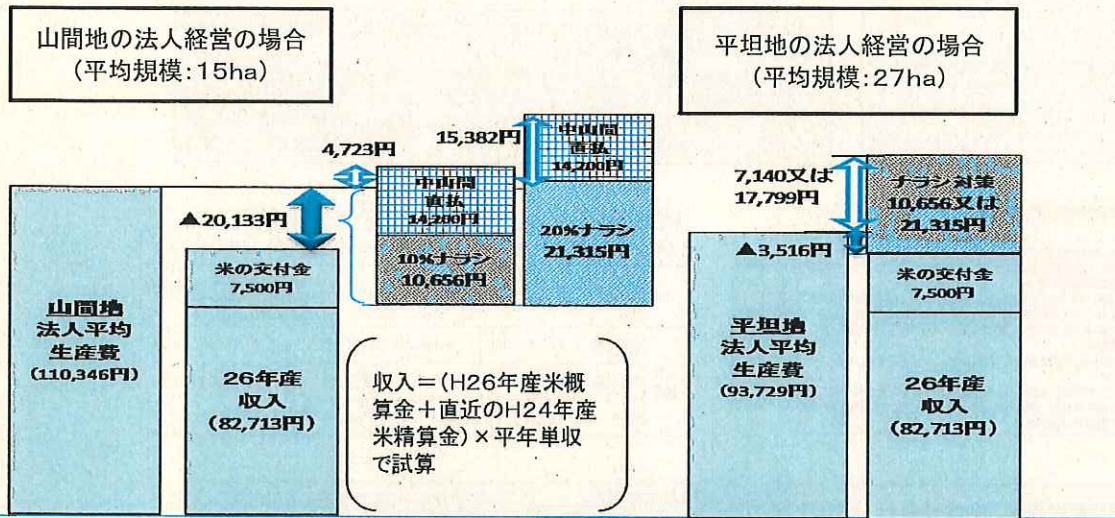 山間地の法人経営の場合
（平均規模：15ha）
平坦地の法人経営の場合
（平均規模：27ha）
山間地
法人平均
生産費
(110,346円)
▲20,133円
米の交付金
7,500円
26年産
収入
(82,713円)
4,723円
中山間
直払
14,200円
10%ナラシ
10,656円
15,382円
中山間
直払
14,200円
20%ナラシ
21,315円
収入＝（H26年産米概
算金＋直近のH24年産
米精算金）×平年単収
で試算
平坦地
法人平均
生産費
(93,729円)
7,140又は
17,799円
▲3,516円
ナラシ対策
10,656又は
21,315円
米の交付金
7,500円
26年産
収入
(82,713円)